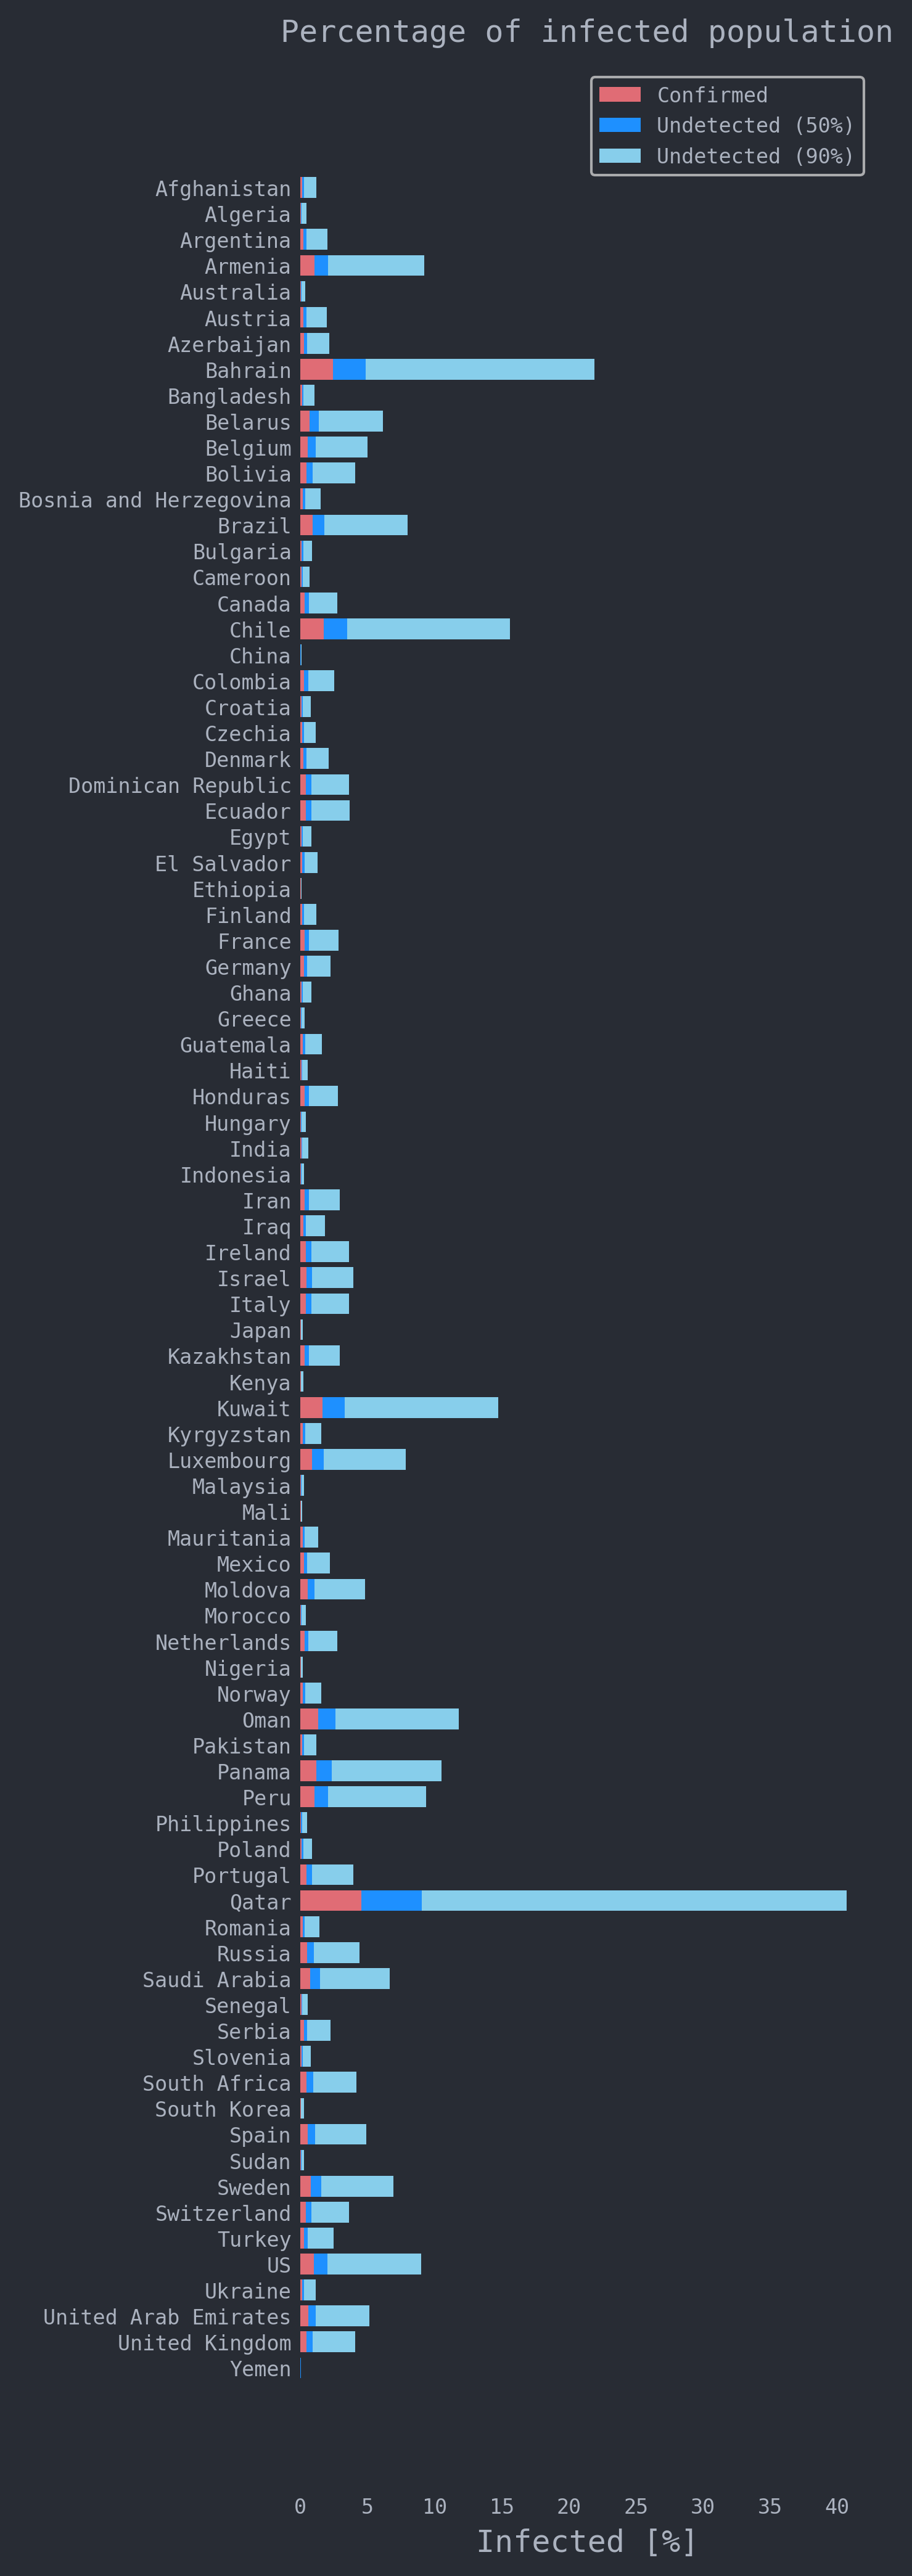 Percentage of infected population
Confirmed
Undetected (50%)
Undetected (90%)
Afghanistan
Algeria
Argentina
Armenia
Australia
Austria
Azerbaijan
Bahrain
Bangladesh
Belarus
Belgium
Bolivia
Bosnia and Herzegovina
Brazil
Bulgaria
Cameroon
Canada
Chile
China
Colombia
Croatia
Czechia
Denmark
Dominican Republic
Ecuador
Egypt
El Salvador
Ethiopia
Finland
France
Germany
Ghana
Greece
Guatemala
Haiti
Honduras
Hungary
India
Indonesia
Iran
Iraq
Ireland
Israel
Italy
Japan
Kazakhstan
Kenya
Kuwait
Kyrgyzstan
Luxembourg
Malaysia
Mali
Mauritania
Mexico
Moldova
Morocco
Netherlands
Nigeria
Norway
Oman
Pakistan
Panama
Peru
Philippines
Poland
Portugal
Qatar
Romania
Russia
Saudi Arabia
Senegal
Serbia
Slovenia
South Africa
South Korea
Spain
Sudan
Sweden
Switzerland
Turkey
US
Ukraine
United Arab Emirates
United Kingdom
Yemen
0 5 10 15 20 25 30 35 40
Infected [%]